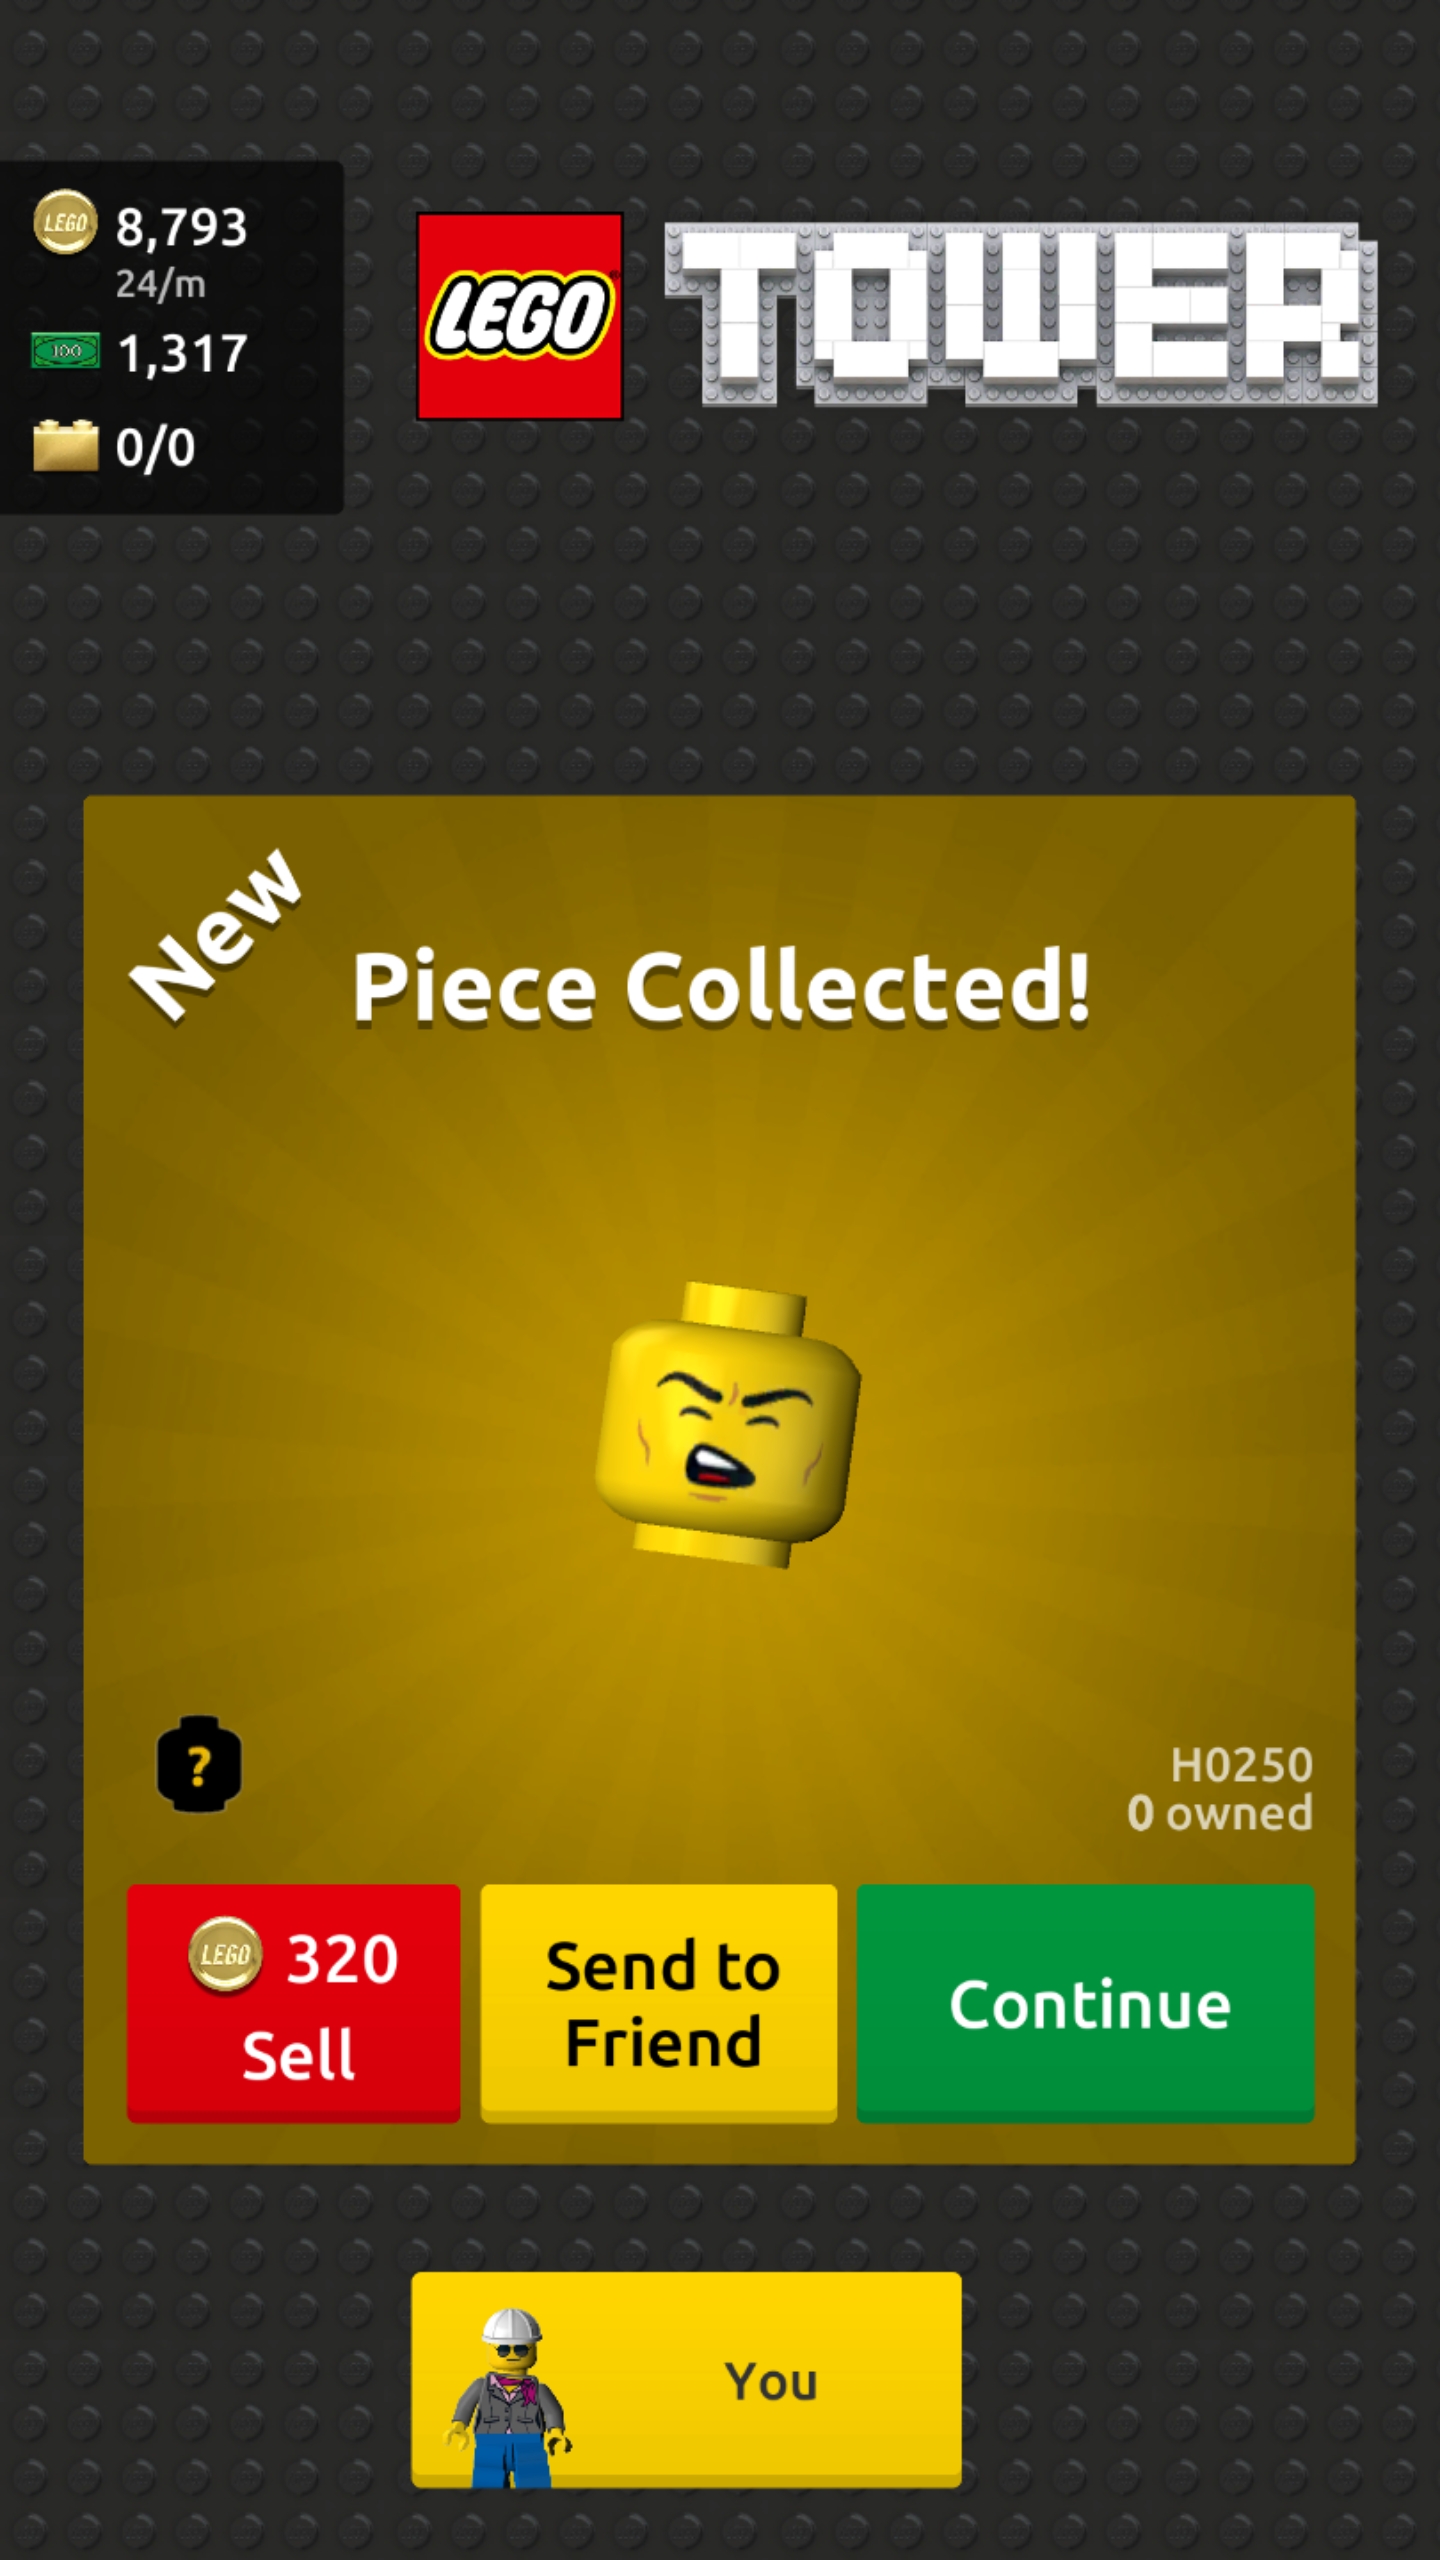 LEGO
8,793
24/m
100
1,317
0/0
LEGO
TOWER
New
Piece Collected!
?
H0250
0 owned
LEGO
320
Sell
Send to
Friend
Continue
You